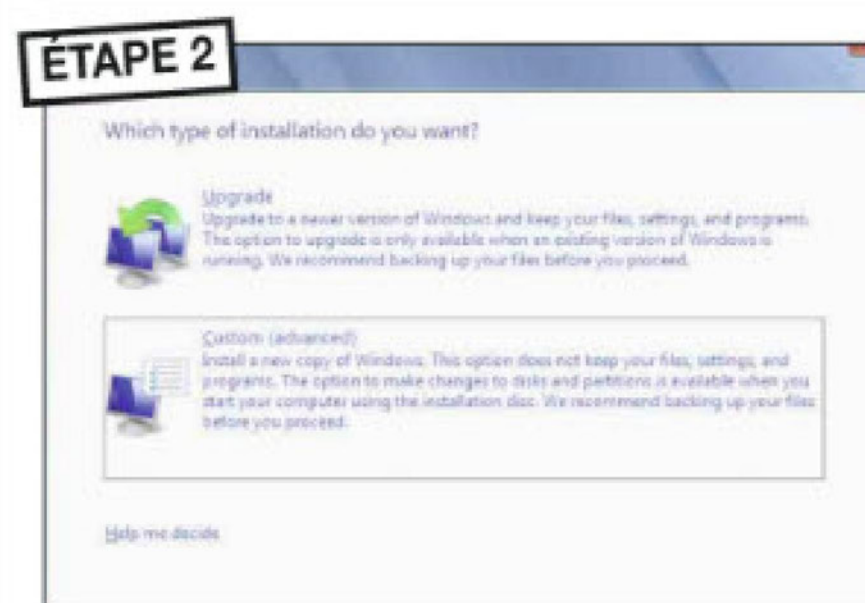 ÉTAPE 2
Which type of installation do you want?
Upgrade
Upgrade to a newer version of Windows and keep your files, settings, and programs.
The option to upgrade is only available when an existing version of Windows is
running. We recommend backing up your files before you proceed.
Custom (advanced)
Install a new copy of Windows. This option does not keep your files, settings, and
programs. The option to make changes to disks and partitions is available when you
start your computer using the installation disc. We recommend backing up your files
before you proceed.
Help me decide